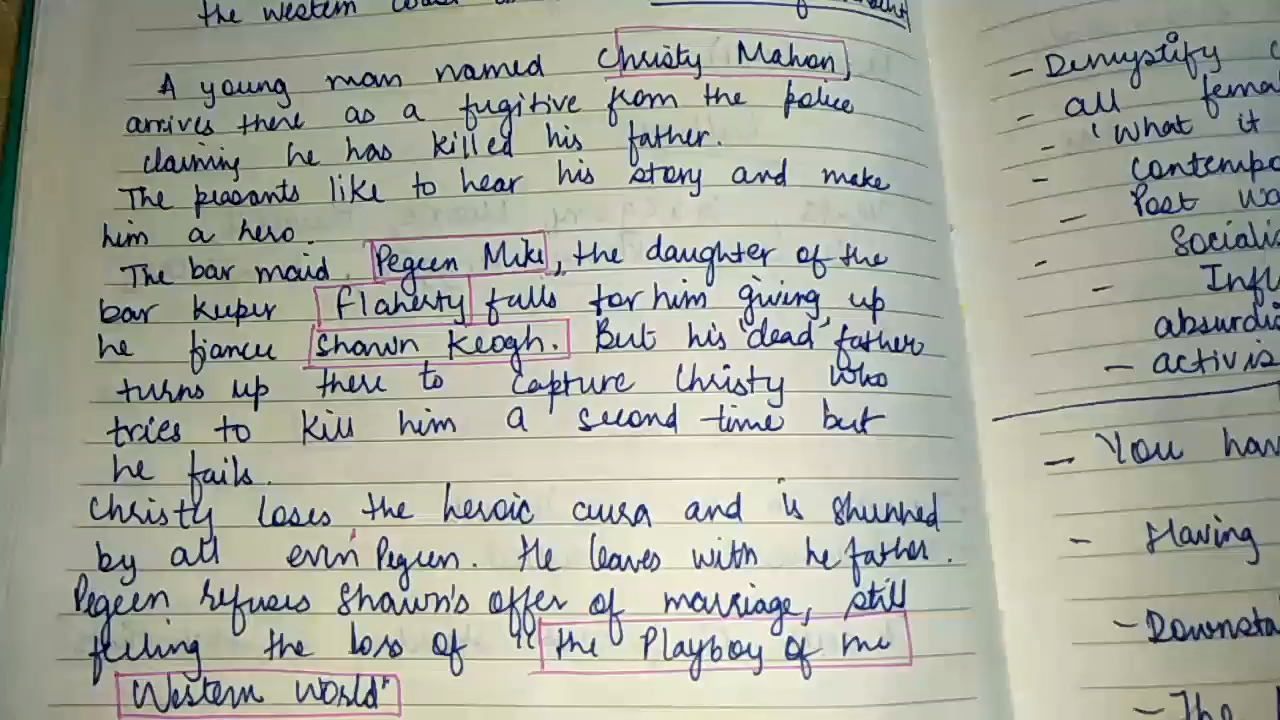 the western
A young man named Christy Mahon
arrives there as a fugitive from the police
claiming he has killed his father.
The peasants like to hear his story and make
him a hero.
The bar maid Pegeen Mike, the daughter of the
bar keeper Flaherty falls for him giving up
he fiance Shawn Keogh. But his 'dead' father
turns up there to capture Christy who
tries to kill him a second time but
he fails.
Christy loses the heroic aura and is shunned
by all even Pegeen. He leaves with he father.
Pegeen refuses Shawn's offer of marriage, still
feeling the loss of "the Playboy of the
Western World"
- Demystify
- all
- 'What it
-
- Post
-
-
- activis
- You hav
- Having
- Downsta
- The